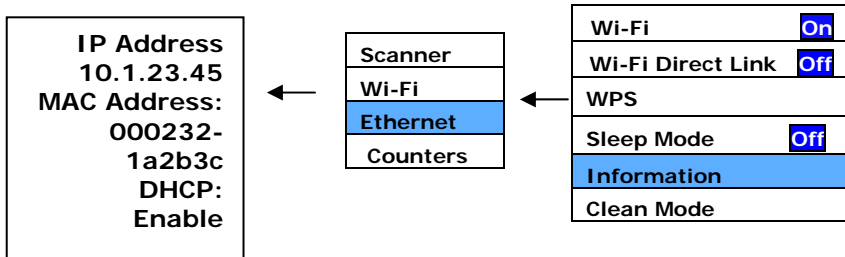 IP Address
10.1.23.45
MAC Address:
000232-
1a2b3c
DHCP:
Enable
Scanner
Wi-Fi
Ethernet
Counters
Wi-Fi On
Wi-Fi Direct Link Off
WPS
Sleep Mode Off
Information
Clean Mode